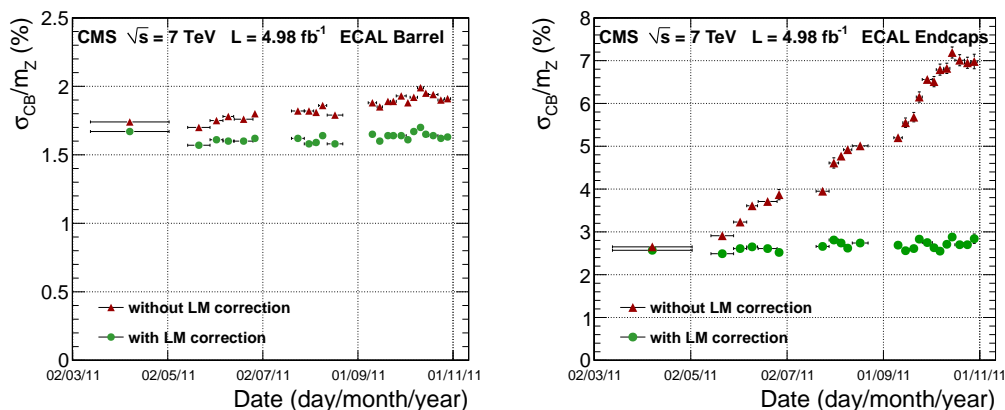 CMS √s = 7 TeV L = 4.98 fb⁻¹ ECAL Barrel
σCB/mZ (%)
2.5
2
1.5
1
0.5
0
without LM correction
with LM correction
02/03/11 02/05/11 02/07/11 01/09/11 01/11/11
Date (day/month/year)
CMS √s = 7 TeV L = 4.98 fb⁻¹ ECAL Endcaps
σCB/mZ (%)
8
7
6
5
4
3
2
1
0
without LM correction
with LM correction
02/03/11 02/05/11 02/07/11 01/09/11 01/11/11
Date (day/month/year)